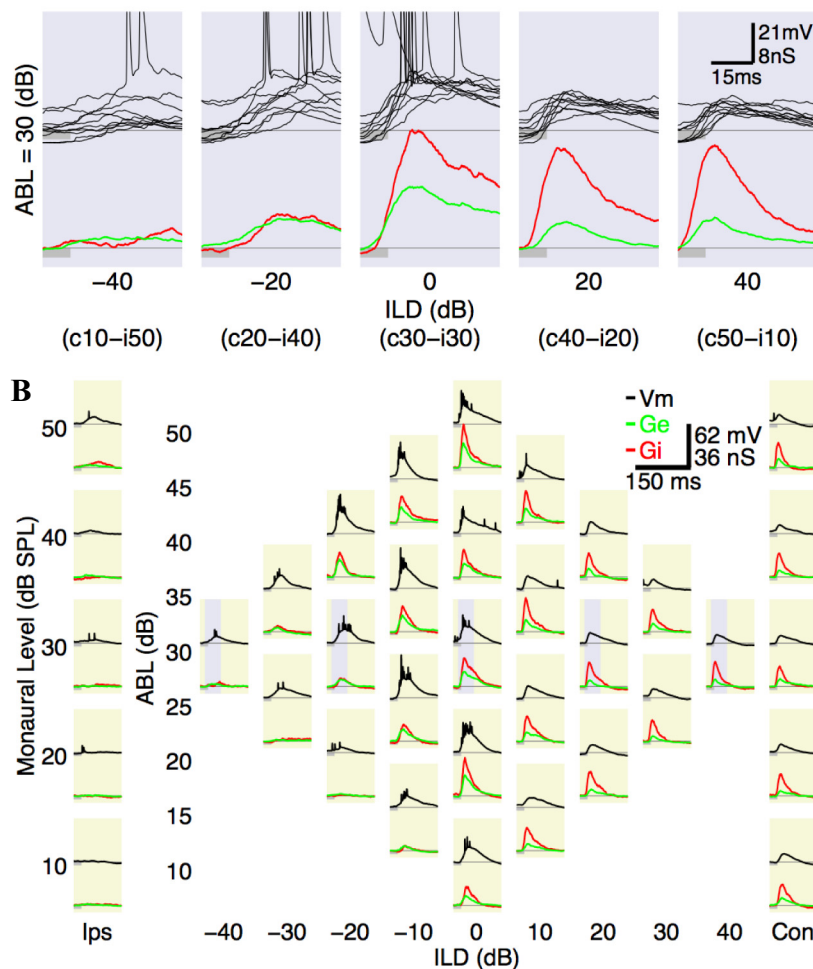 21mV
8nS
15ms
ABL = 30 (dB)
−40 −20 0 20 40
ILD (dB)
(c10−i50) (c20−i40) (c30−i30) (c40−i20) (c50−i10)
B
Vm
Ge
Gi
62 mV
36 nS
150 ms
Monaural Level (dB SPL)
50
40
30
20
10
ABL (dB)
50
45
40
35
30
25
20
15
10
Ips −40 −30 −20 −10 0 10 20 30 40 Con
ILD (dB)